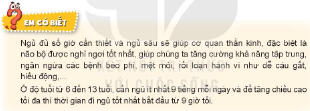 EM CÓ BIẾT
Ngủ đủ số giờ cần thiết và ngủ sâu sẽ giúp cơ quan thần kinh, đặc biệt là
não bộ được nghỉ ngơi tốt nhất, giúp chúng ta tăng cường khả năng tập trung,
ngăn ngừa các bệnh béo phì, mệt mỏi, rối loạn hành vi như dễ cau gắt,
hiếu động,...
Ở độ tuổi từ 6 đến 13 tuổi, cần ngủ ít nhất 9 tiếng mỗi ngày và để tăng chiều cao
tối đa thì thời gian đi ngủ tốt nhất bắt đầu từ 9 giờ tối.